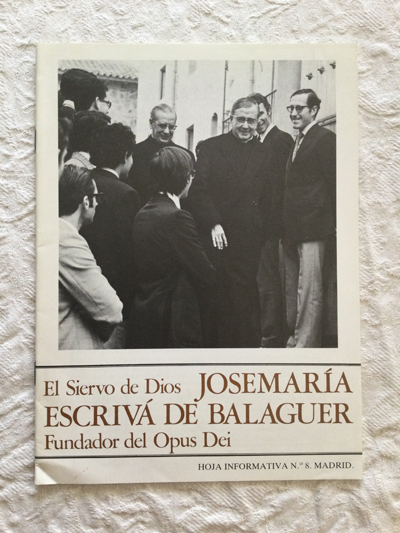 El Siervo de Dios JOSEMARÍA
ESCRIVÁ DE BALAGUER
Fundador del Opus Dei
HOJA INFORMATIVA N.º 8. MADRID.